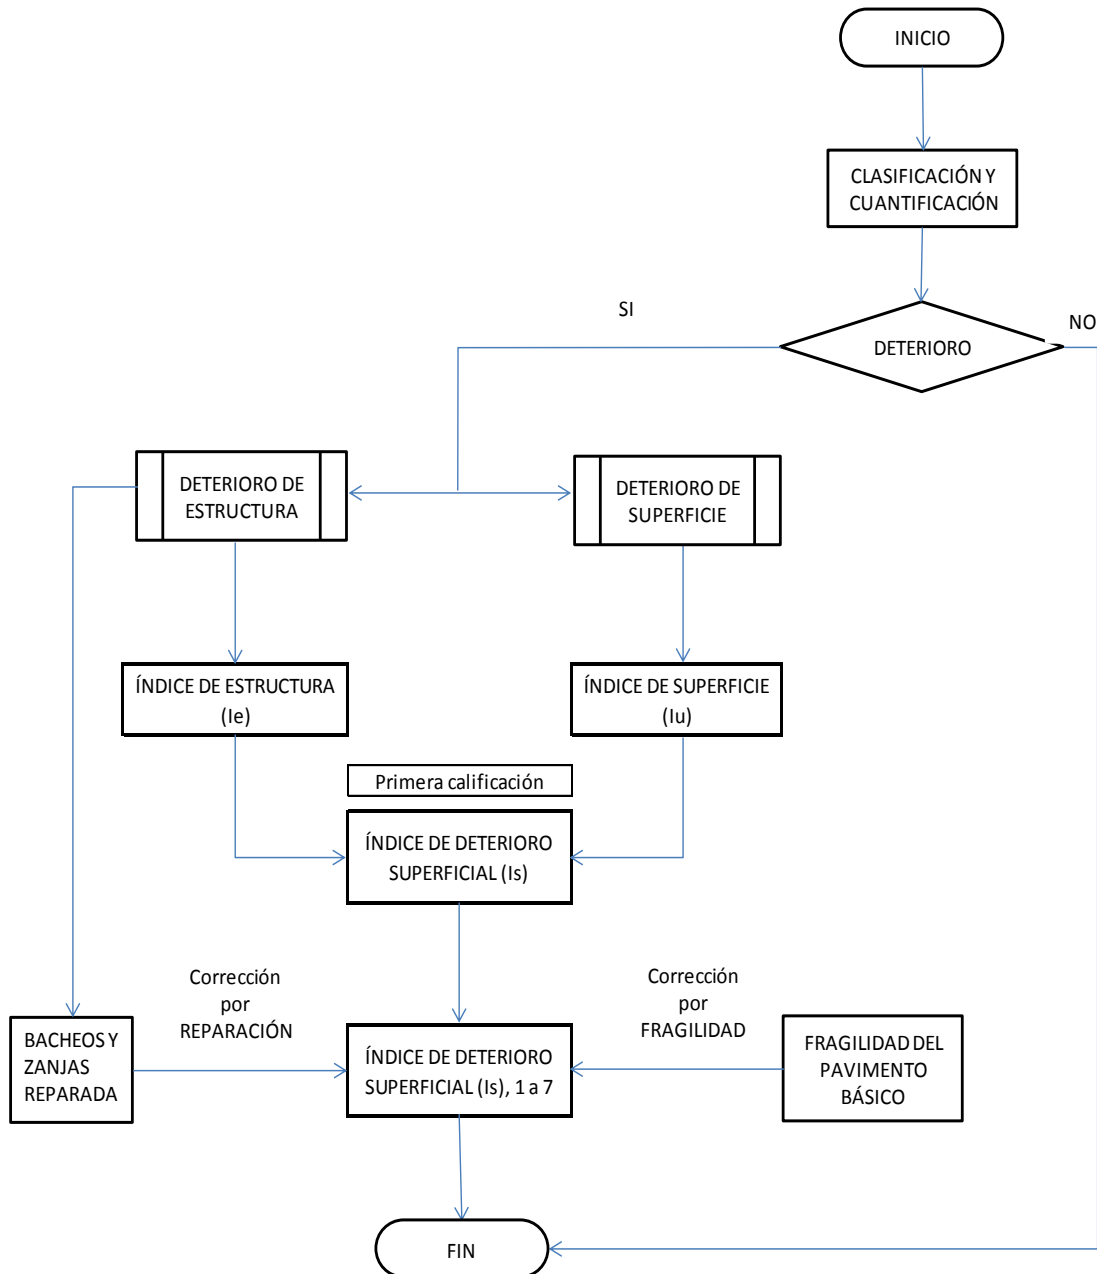 INICIO
CLASIFICACIÓN Y
CUANTIFICACIÓN
SI
NO
DETERIORO
DETERIORO DE
ESTRUCTURA
DETERIORO DE
SUPERFICIE
ÍNDICE DE ESTRUCTURA
(Ie)
ÍNDICE DE SUPERFICIE
(Iu)
Primera calificación
ÍNDICE DE DETERIORO
SUPERFICIAL (Is)
Corrección
por
REPARACIÓN
Corrección
por
FRAGILIDAD
BACHEOS Y
ZANJAS
REPARADA
ÍNDICE DE DETERIORO
SUPERFICIAL (Is), 1 a 7
FRAGILIDAD DEL
PAVIMENTO
BÁSICO
FIN